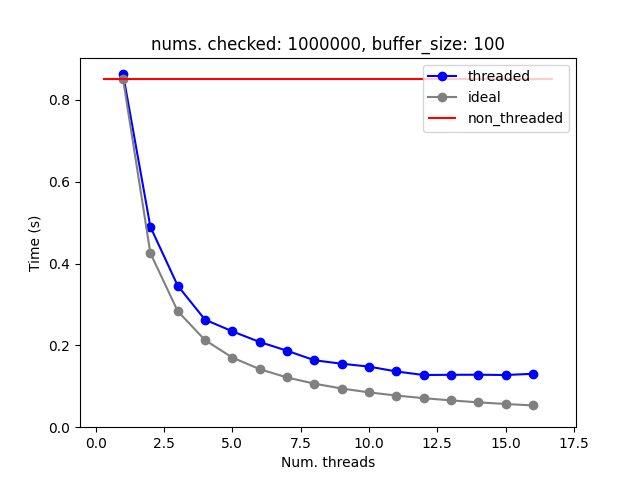 nums. checked: 1000000, buffer_size: 100
threaded
ideal
non_threaded
0.8
0.6
0.4
0.2
0.0
Time (s)
0.0 2.5 5.0 7.5 10.0 12.5 15.0 17.5
Num. threads